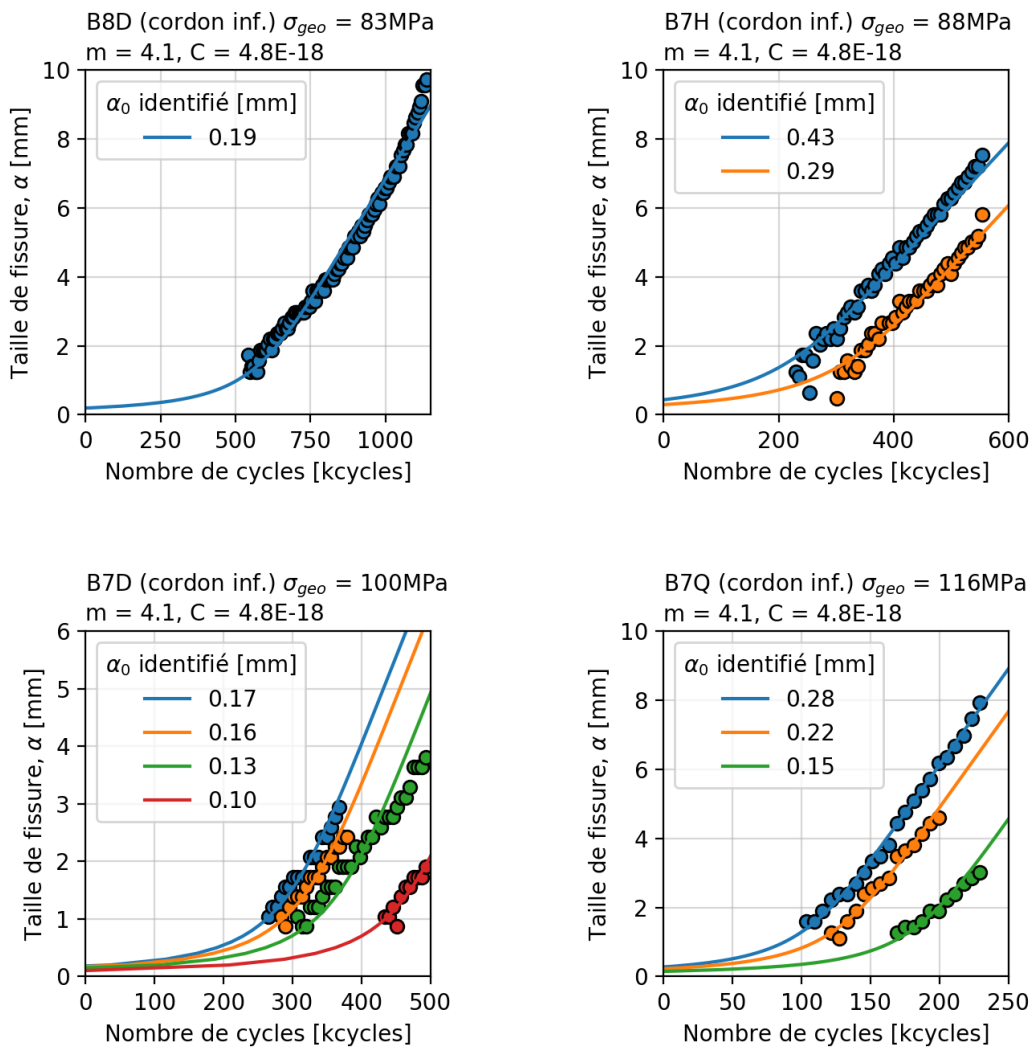 B8D (cordon inf.) σgeo = 83MPa
m = 4.1, C = 4.8E-18
α0 identifié [mm]
0.19
Taille de fissure, α [mm]
10
8
6
4
2
0
0 250 500 750 1000
Nombre de cycles [kcycles]
B7H (cordon inf.) σgeo = 88MPa
m = 4.1, C = 4.8E-18
α0 identifié [mm]
0.43
0.29
Taille de fissure, α [mm]
10
8
6
4
2
0
0 200 400 600
Nombre de cycles [kcycles]
B7D (cordon inf.) σgeo = 100MPa
m = 4.1, C = 4.8E-18
α0 identifié [mm]
0.17
0.16
0.13
0.10
Taille de fissure, α [mm]
6
5
4
3
2
1
0
0 100 200 300 400 500
Nombre de cycles [kcycles]
B7Q (cordon inf.) σgeo = 116MPa
m = 4.1, C = 4.8E-18
α0 identifié [mm]
0.28
0.22
0.15
Taille de fissure, α [mm]
10
8
6
4
2
0
0 50 100 150 200 250
Nombre de cycles [kcycles]